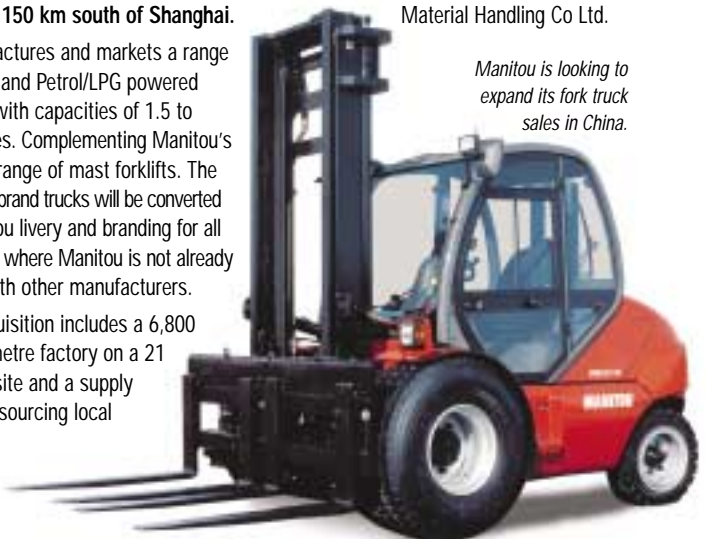 150 km south of Shanghai.
actures and markets a range
and Petrol/LPG powered
with capacities of 1.5 to
es. Complementing Manitou's
range of mast forklifts. The
brand trucks will be converted
ou livery and branding for all
where Manitou is not already
th other manufacturers.
uisition includes a 6,800
metre factory on a 21
site and a supply
sourcing local
Material Handling Co Ltd.
Manitou is looking to
expand its fork truck
sales in China.
MANITOU